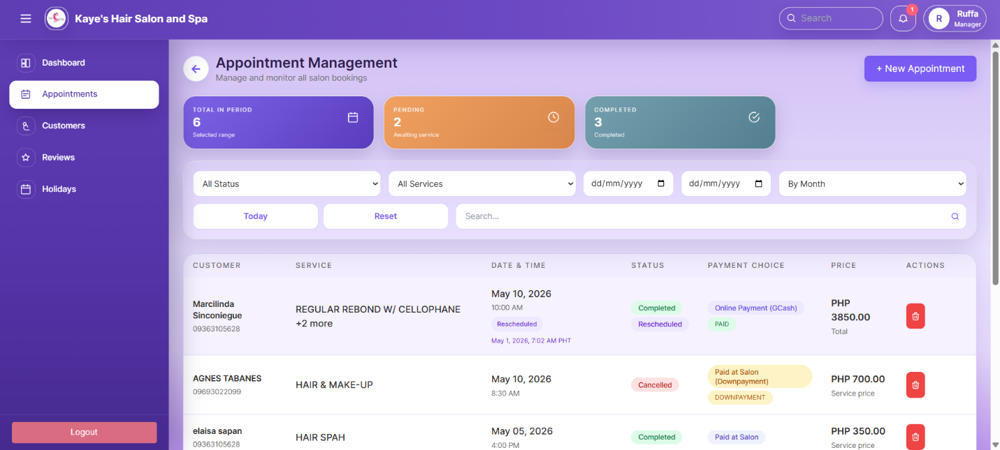 Kaye's Hair Salon and Spa
Search
1
R
Ruffa
Manager
Dashboard
Appointments
Customers
Reviews
Holidays
Logout
Appointment Management
Manage and monitor all salon bookings
+ New Appointment
TOTAL IN PERIOD
6
Selected range
PENDING
2
Awaiting service
COMPLETED
3
Completed
All Status
All Services
dd/mm/yyyy
dd/mm/yyyy
By Month
Today
Reset
Search...
CUSTOMER SERVICE DATE & TIME STATUS PAYMENT CHOICE PRICE ACTIONS
Marcilinda
Sinconiegue
09363105628
REGULAR REBOND W/ CELLOPHANE
+2 more
May 10, 2026
10:00 AM
Rescheduled
May 1, 2026, 7:02 AM PHT
Completed
Rescheduled
Online Payment (GCash)
PAID
PHP
3850.00
Total
AGNES TABANES
09693022099
HAIR & MAKE-UP
May 10, 2026
8:30 AM
Cancelled
Paid at Salon
(Downpayment)
DOWNPAYMENT
PHP 700.00
Service price
elaisa sapan
09363105628
HAIR SPAH
May 05, 2026
4:00 PM
Completed
Paid at Salon
PHP 350.00
Service price